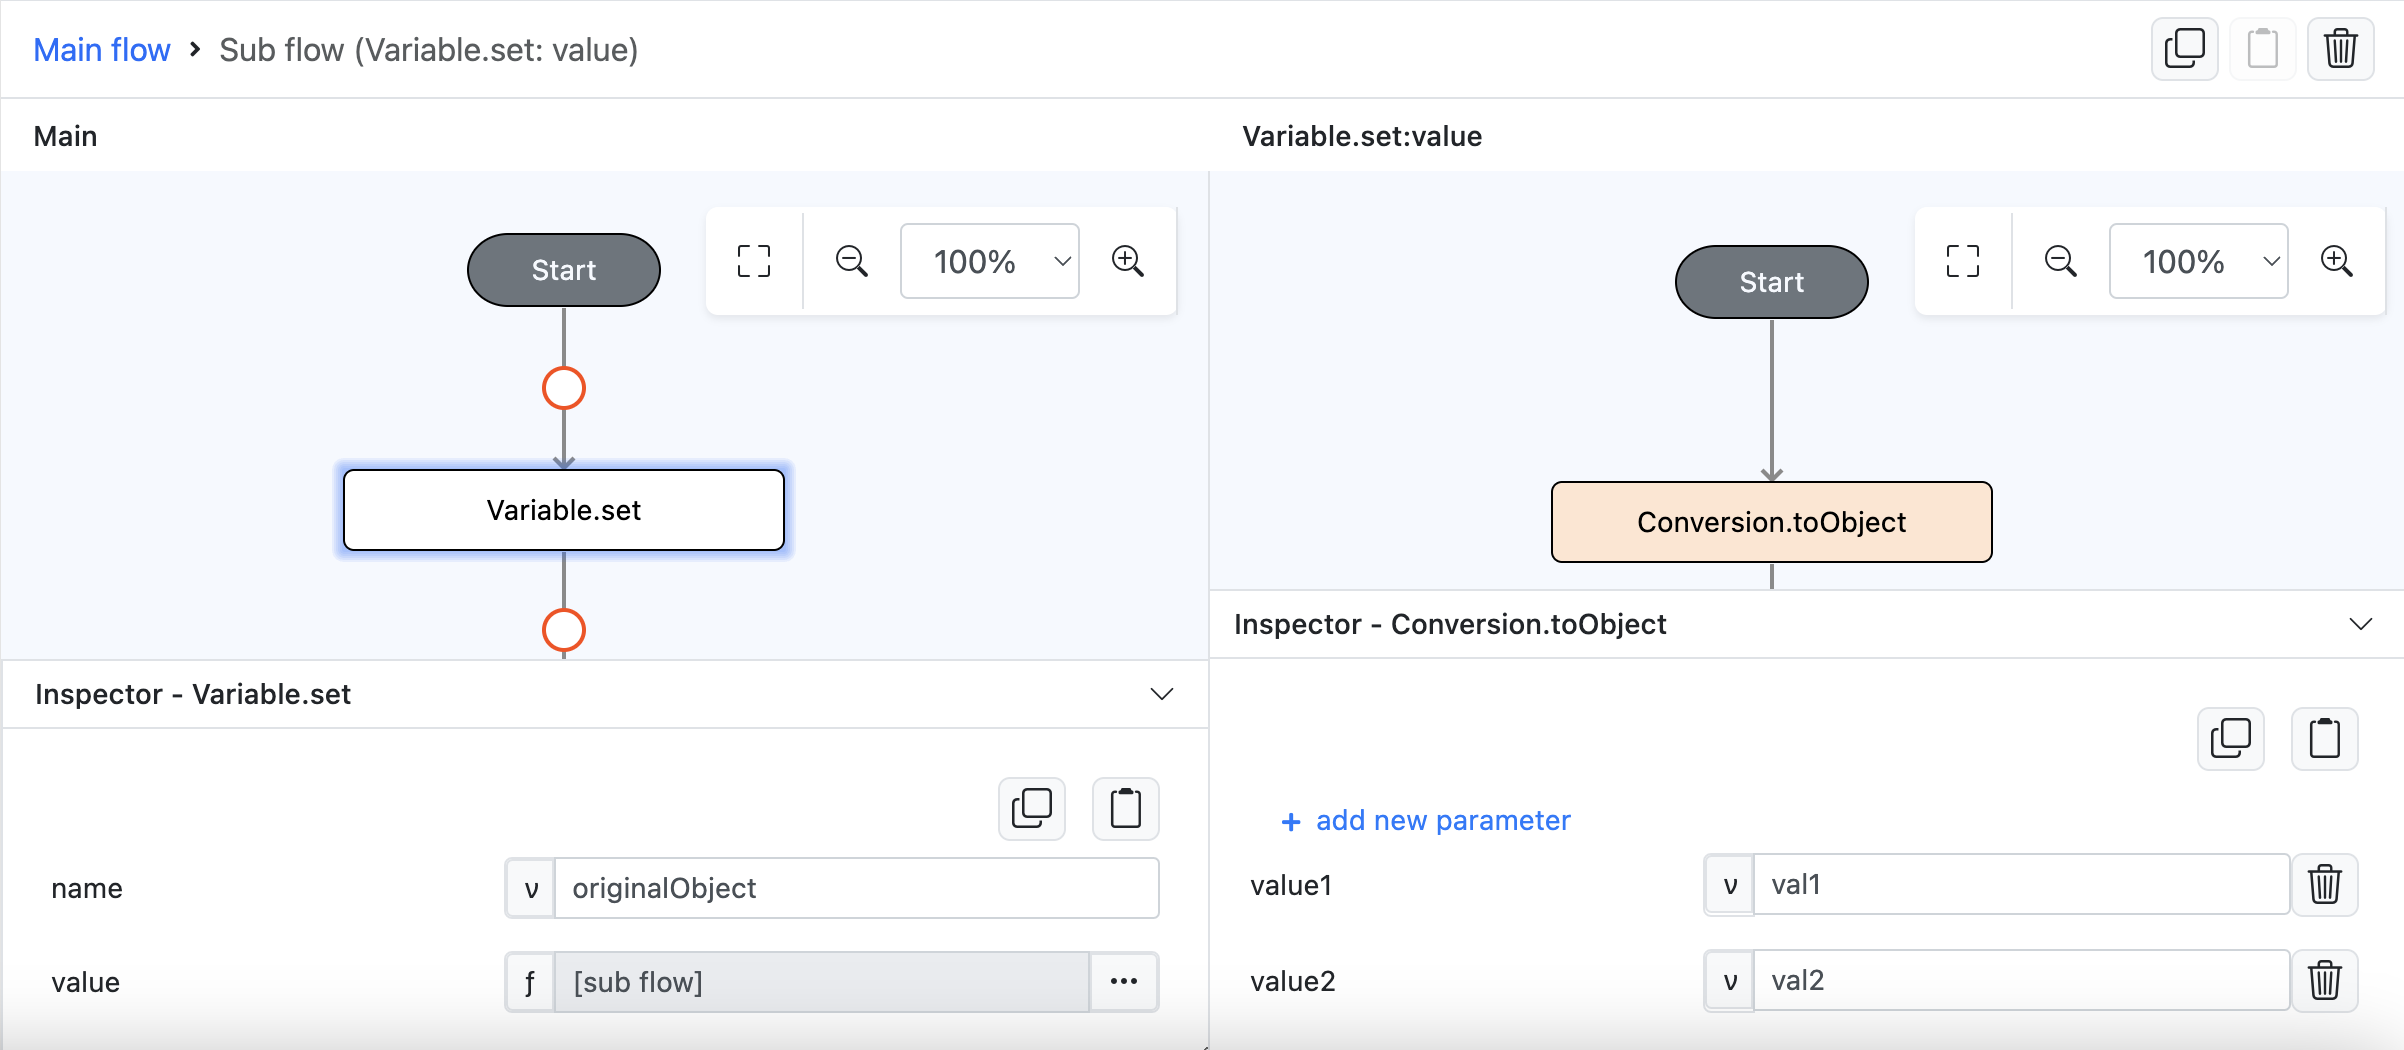 Main flow > Sub flow (Variable.set: value)
Main
Variable.set:value
Start
100%
Variable.set
Start
100%
Conversion.toObject
Inspector - Variable.set
name
v originalObject
value
ƒ [sub flow] •••
Inspector - Conversion.toObject
+ add new parameter
value1
v val1
value2
v val2